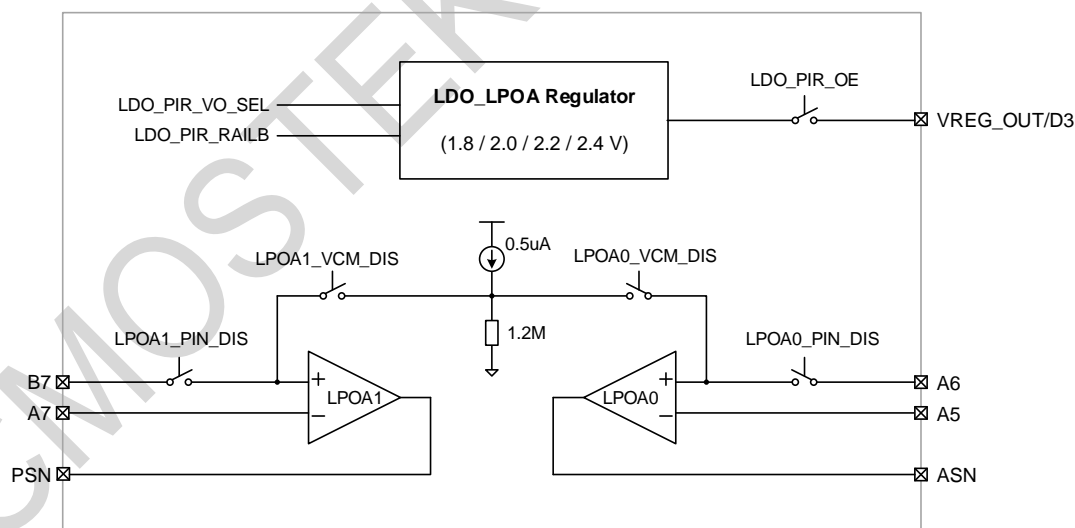 CMOSTEK
LDO_LPOA Regulator
(1.8 / 2.0 / 2.2 / 2.4 V)
LDO_PIR_VO_SEL
LDO_PIR_RAILB
LDO_PIR_OE
VREG_OUT/D3
0.5uA
LPOA1_VCM_DIS
LPOA0_VCM_DIS
1.2M
LPOA1_PIN_DIS
LPOA0_PIN_DIS
B7
A7
PSN
+
−
LPOA1
+
−
LPOA0
A6
A5
ASN